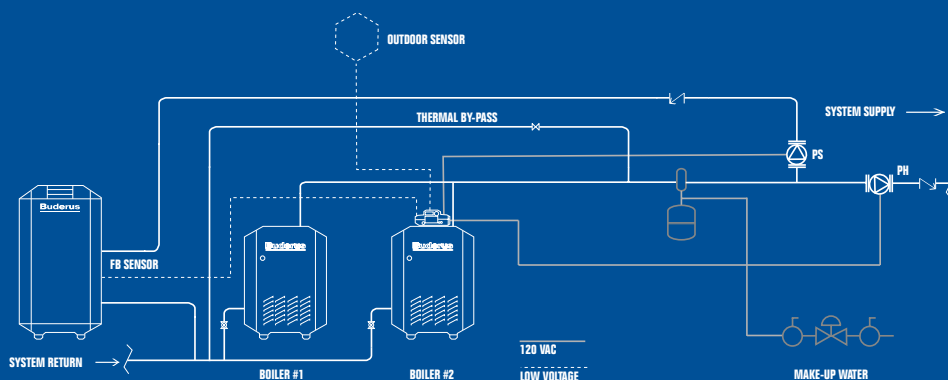 OUTDOOR SENSOR
SYSTEM SUPPLY
THERMAL BY-PASS
PS
PH
Buderus
Buderus
Buderus
FB SENSOR
120 VAC
SYSTEM RETURN
BOILER #1
BOILER #2
LOW VOLTAGE
MAKE-UP WATER